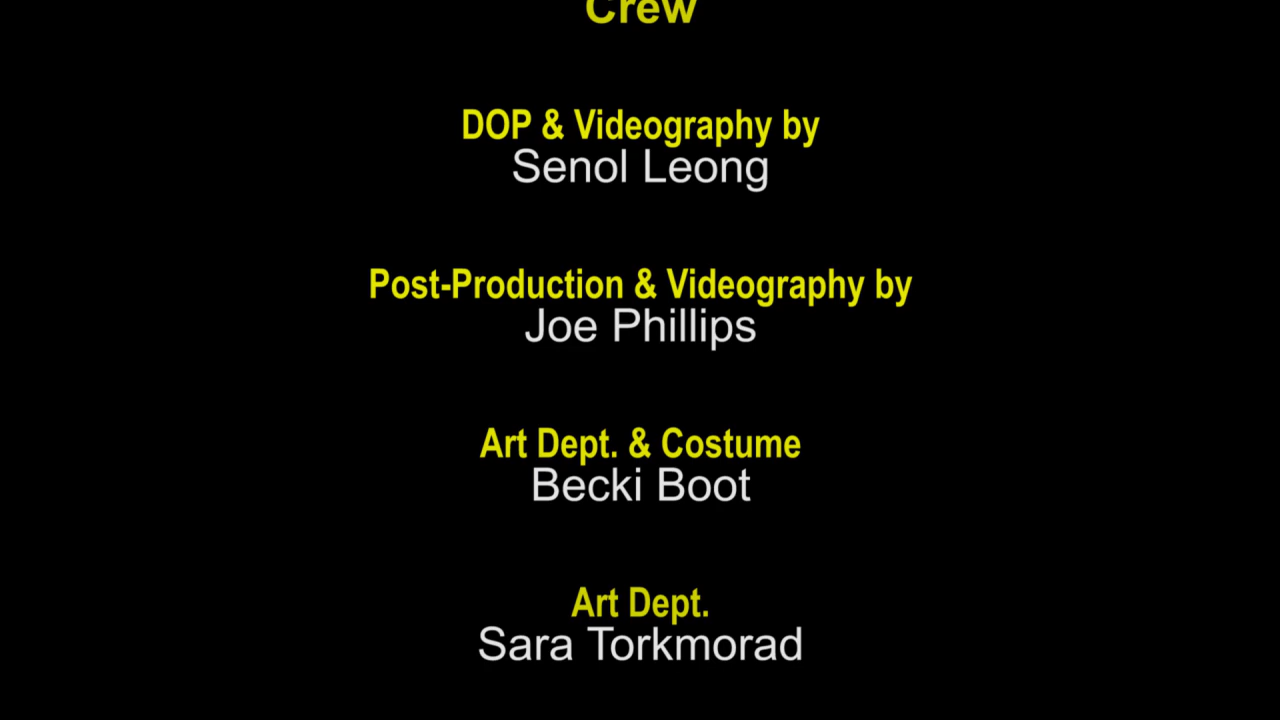 Crew
DOP & Videography by
Senol Leong
Post-Production & Videography by
Joe Phillips
Art Dept. & Costume
Becki Boot
Art Dept.
Sara Torkmorad